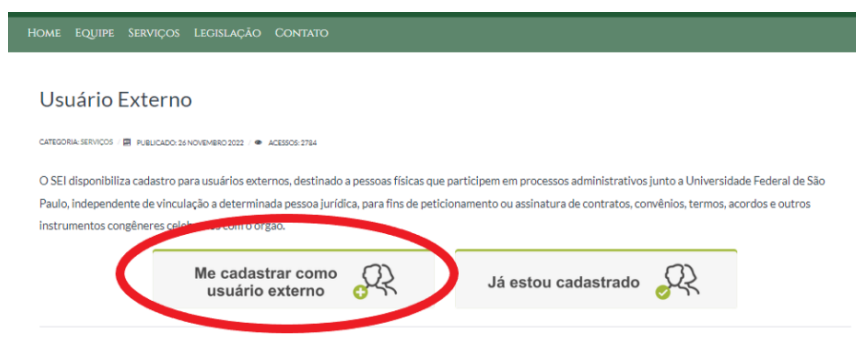 Home Equipe Serviços Legislação Contato
Usuário Externo
CATEGORIA: SERVIÇOS / PUBLICADO: 26 NOVEMBRO 2022 / ACESSOS: 2784
O SEI disponibiliza cadastro para usuários externos, destinado a pessoas físicas que participem em processos administrativos junto a Universidade Federal de São
Paulo, independente de vinculação a determinada pessoa jurídica, para fins de peticionamento ou assinatura de contratos, convênios, termos, acordos e outros
instrumentos congêneres celebrados com o órgão.
Me cadastrar como
usuário externo
Já estou cadastrado